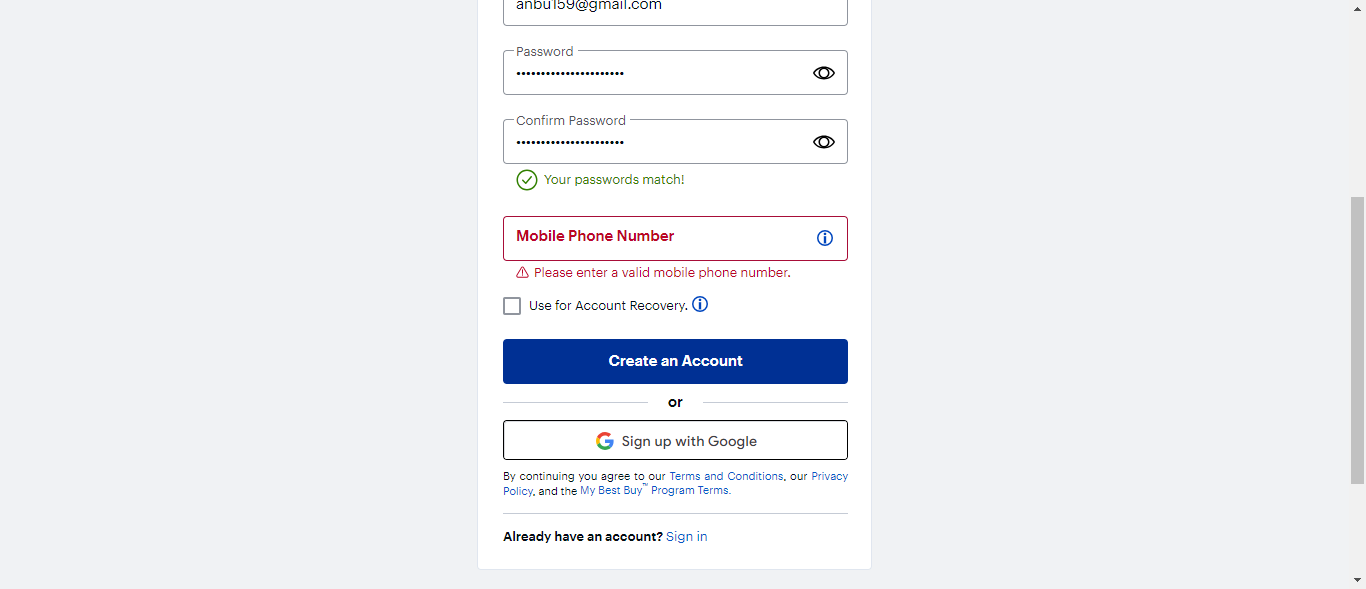 anbu159@gmail.com
Password
••••••••••••••••••••••
Confirm Password
••••••••••••••••••••••
Your passwords match!
Mobile Phone Number
Please enter a valid mobile phone number.
Use for Account Recovery.
Create an Account
or
Sign up with Google
By continuing you agree to our Terms and Conditions, our Privacy
Policy, and the My Best Buy™ Program Terms.
Already have an account? Sign in